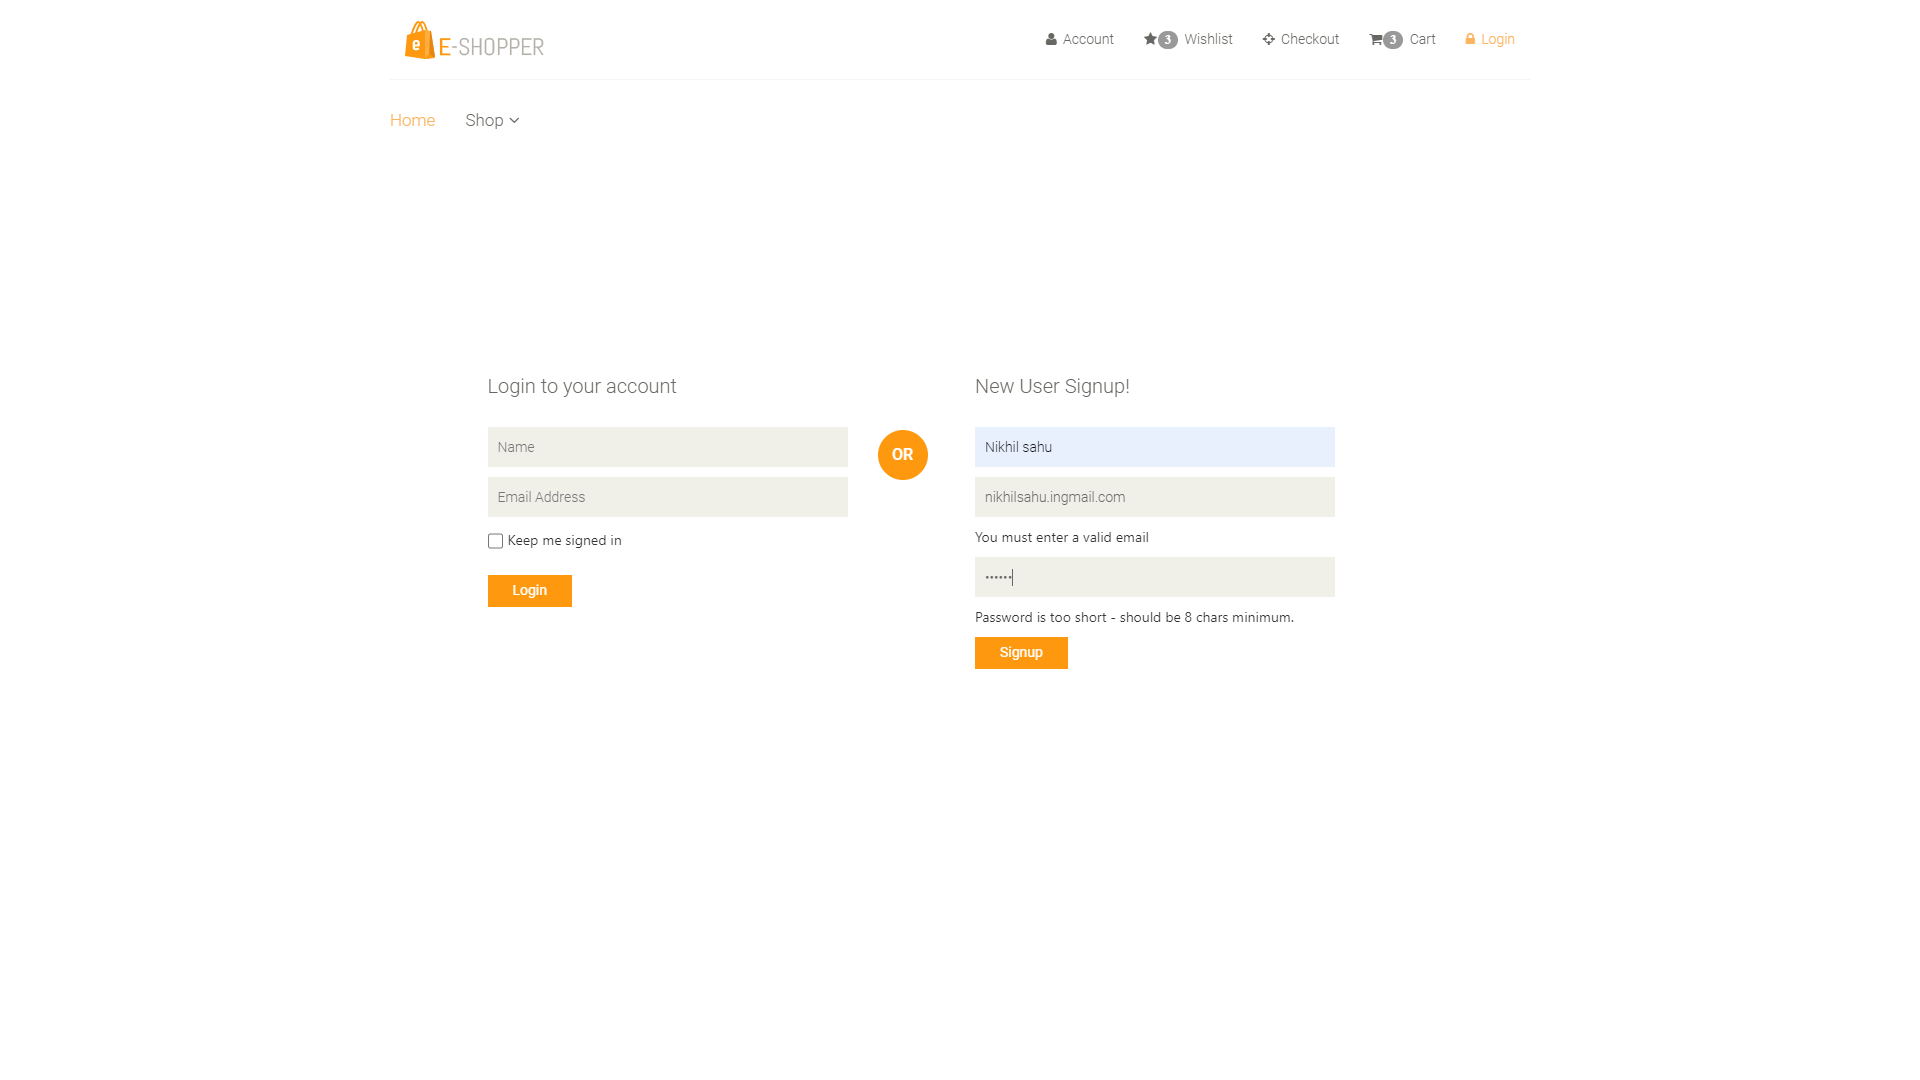 e E-SHOPPER
Account 3 Wishlist Checkout 3 Cart Login
Home Shop
Login to your account
Name
Email Address
Keep me signed in
Login
OR
New User Signup!
Nikhil sahu
nikhilsahu.ingmail.com
You must enter a valid email
••••••
Password is too short - should be 8 chars minimum.
Signup